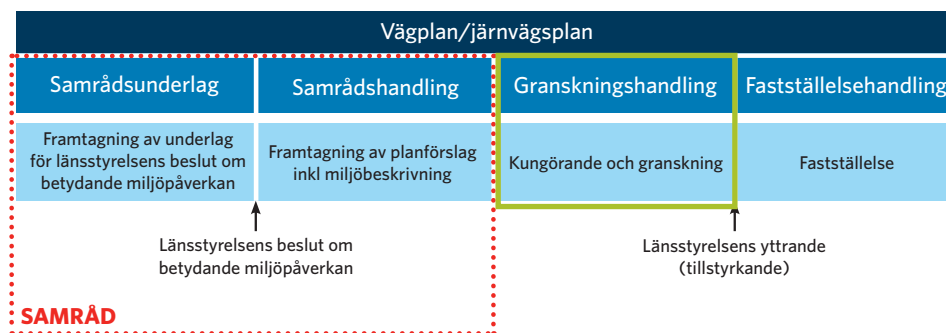 Vägplan/järnvägsplan
Samrådsunderlag
Samrådshandling
Granskningshandling
Fastställelsehandling
Framtagning av underlag
för länsstyrelsens beslut om
betydande miljöpåverkan
Framtagning av planförslag
inkl miljöbeskrivning
Kungörande och granskning
Fastställelse
Länsstyrelsens beslut om
betydande miljöpåverkan
Länsstyrelsens yttrande
(tillstyrkande)
SAMRÅD